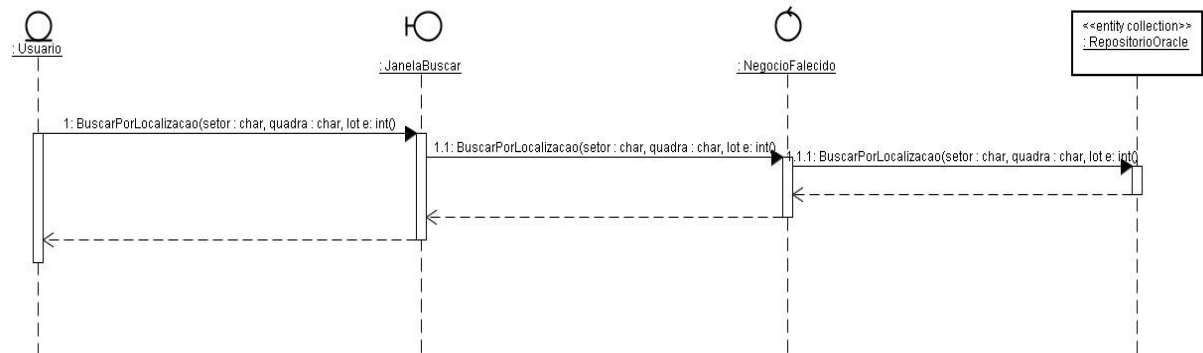 <<entity collection>>
: RepositorioOracle
: Usuario
: JanelaBuscar
: NegocioFalecido
1: BuscarPorLocalizacao(setor : char, quadra : char, lot e: int()
1.1: BuscarPorLocalizacao(setor : char, quadra : char, lot e: int()
1.1.1: BuscarPorLocalizacao(setor : char, quadra : char, lot e: int()